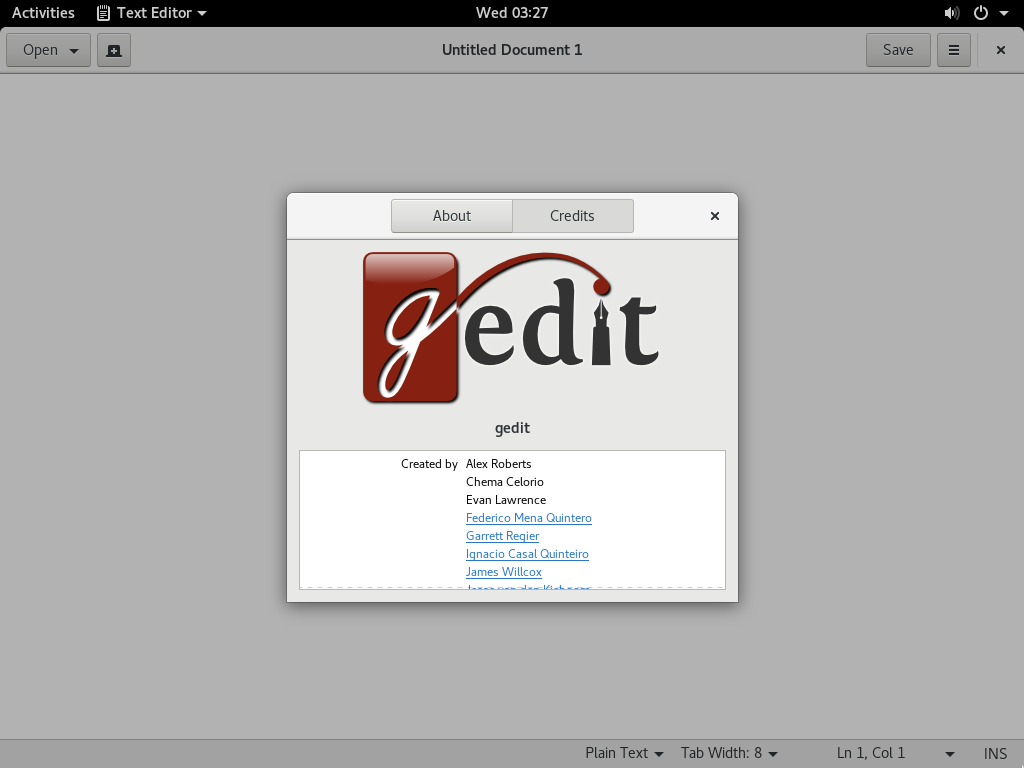 Activities Text Editor Wed 03:27
Open Untitled Document 1 Save
About Credits
gedit
gedit
Created by Alex Roberts
Chema Celorio
Evan Lawrence
Federico Mena Quintero
Garrett Regier
Ignacio Casal Quinteiro
James Willcox
Plain Text Tab Width: 8 Ln 1, Col 1 INS